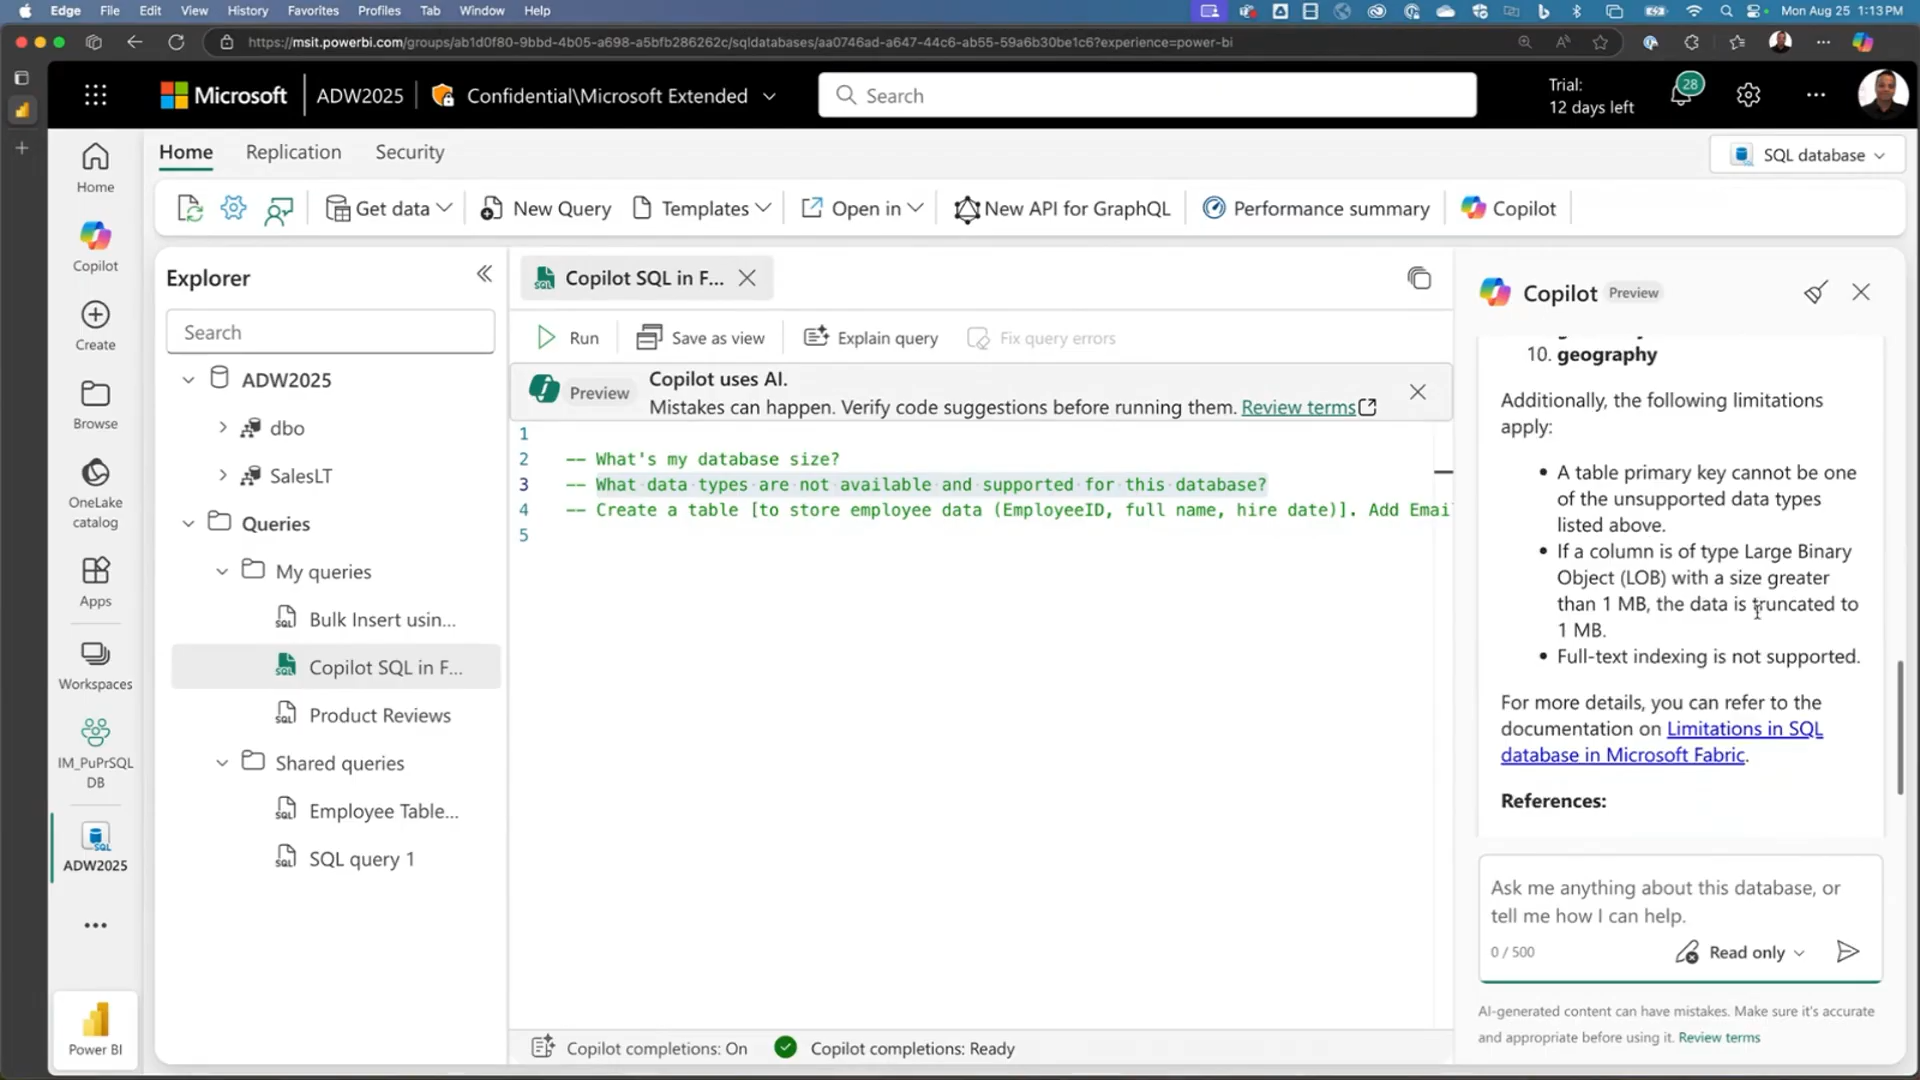 Edge File Edit View History Favorites Profiles Tab Window Help Mon Aug 25 1:13 PM
https://msit.powerbi.com/groups/ab1d0f80-9bbd-4b05-a698-a5bfb286262c/sqldatabases/aa0746ad-a647-44c6-ab55-59a6b30be1c6?experience=power-bi
Microsoft ADW2025 Confidential\Microsoft Extended Search Trial: 28
12 days left
Home Replication Security SQL database
Get data New Query Templates Open in New API for GraphQL Performance summary Copilot
Home
Copilot
Create
Browse
OneLake
catalog
Apps
Workspaces
IM_PuPrSQL
DB
ADW2025
Power BI
Explorer
Search
ADW2025
dbo
SalesLT
Queries
My queries
Bulk Insert usin...
Copilot SQL in F...
Product Reviews
Shared queries
Employee Table...
SQL query 1
Copilot SQL in F...
Run Save as view Explain query Fix query errors
Preview
Copilot uses AI.
Mistakes can happen. Verify code suggestions before running them. Review terms
1
2 -- What's my database size?
3 -- What data types are not available and supported for this database?
4 -- Create a table [to store employee data (EmployeeID, full name, hire date)]. Add Emai
5
Copilot completions: On Copilot completions: Ready
Copilot Preview
10. geography
Additionally, the following limitations
apply:
• A table primary key cannot be one
of the unsupported data types
listed above.
• If a column is of type Large Binary
Object (LOB) with a size greater
than 1 MB, the data is truncated to
1 MB.
• Full-text indexing is not supported.
For more details, you can refer to the
documentation on Limitations in SQL
database in Microsoft Fabric.
References:
Ask me anything about this database, or
tell me how I can help.
0 / 500 Read only
AI-generated content can have mistakes. Make sure it's accurate
and appropriate before using it. Review terms